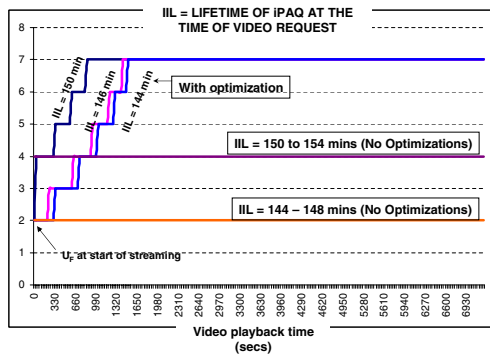 IIL = LIFETIME OF iPAQ AT THE
TIME OF VIDEO REQUEST
8
7
6
5
4
3
2
1
0
IIL = 150 min
IIL = 146 min
IIL = 144 min
With optimization
IIL = 150 to 154 mins (No Optimizations)
IIL = 144 – 148 mins (No Optimizations)
UF at start of streaming
0
330
660
990
1320
1650
1980
2310
2640
2970
3300
3630
3960
4290
4620
4950
5280
5610
5940
6270
6600
6930
Video playback time
(secs)